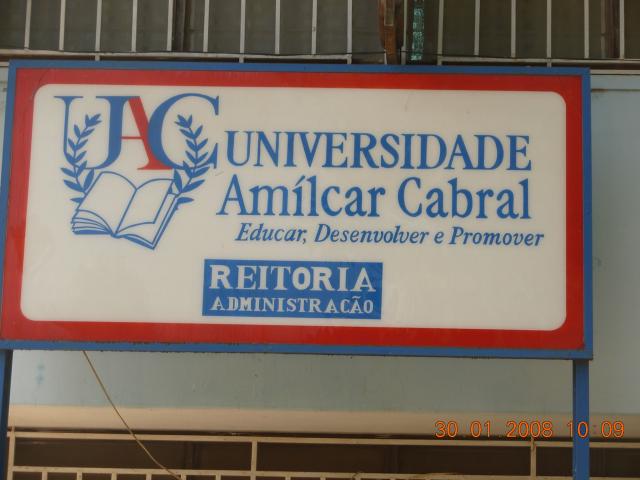 UAC
UNIVERSIDADE
Amílcar Cabral
Educar, Desenvolver e Promover
REITORIA
ADMINISTRAÇÃO
30.01.2008 10:09